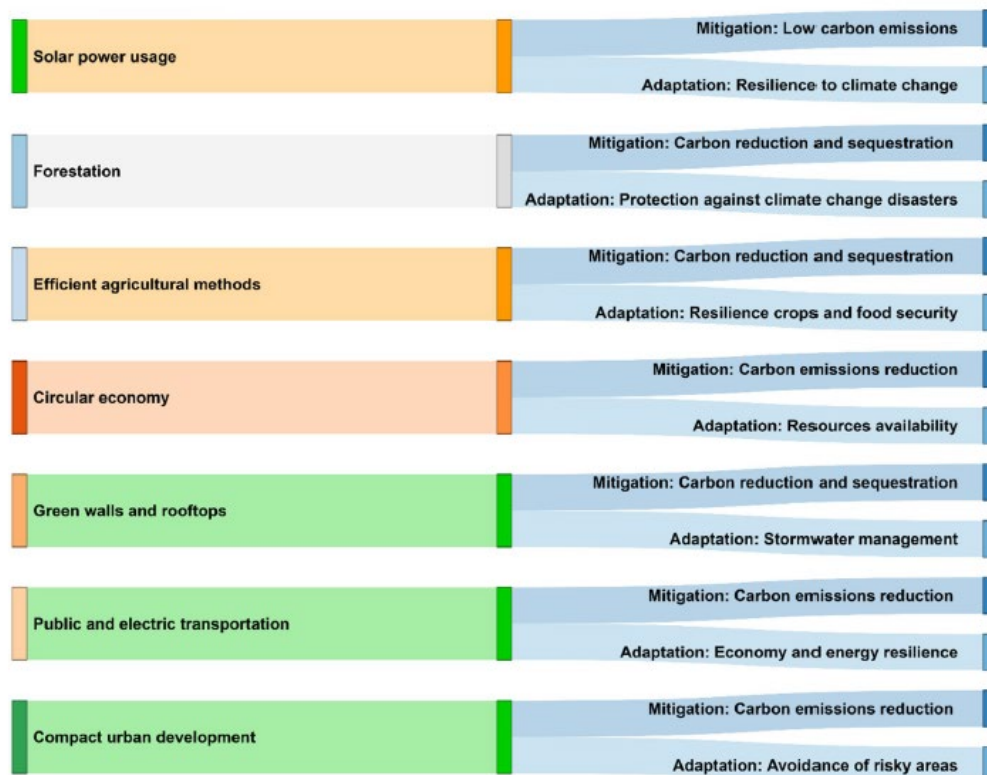 Solar power usage
Mitigation: Low carbon emissions
Adaptation: Resilience to climate change
Forestation
Mitigation: Carbon reduction and sequestration
Adaptation: Protection against climate change disasters
Efficient agricultural methods
Mitigation: Carbon reduction and sequestration
Adaptation: Resilience crops and food security
Circular economy
Mitigation: Carbon emissions reduction
Adaptation: Resources availability
Green walls and rooftops
Mitigation: Carbon reduction and sequestration
Adaptation: Stormwater management
Public and electric transportation
Mitigation: Carbon emissions reduction
Adaptation: Economy and energy resilience
Compact urban development
Mitigation: Carbon emissions reduction
Adaptation: Avoidance of risky areas